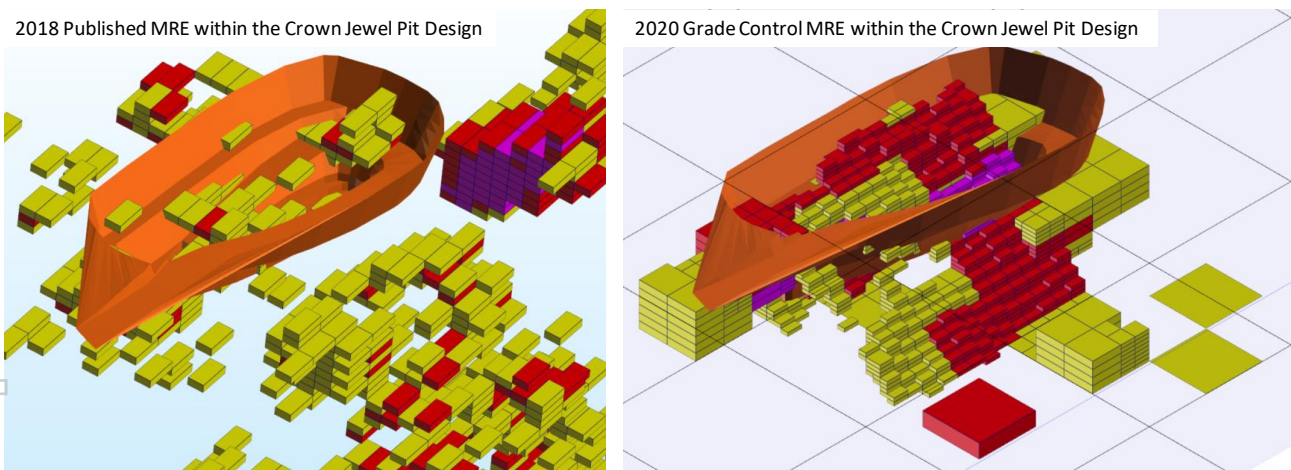 2018 Published MRE within the Crown Jewel Pit Design
2020 Grade Control MRE within the Crown Jewel Pit Design